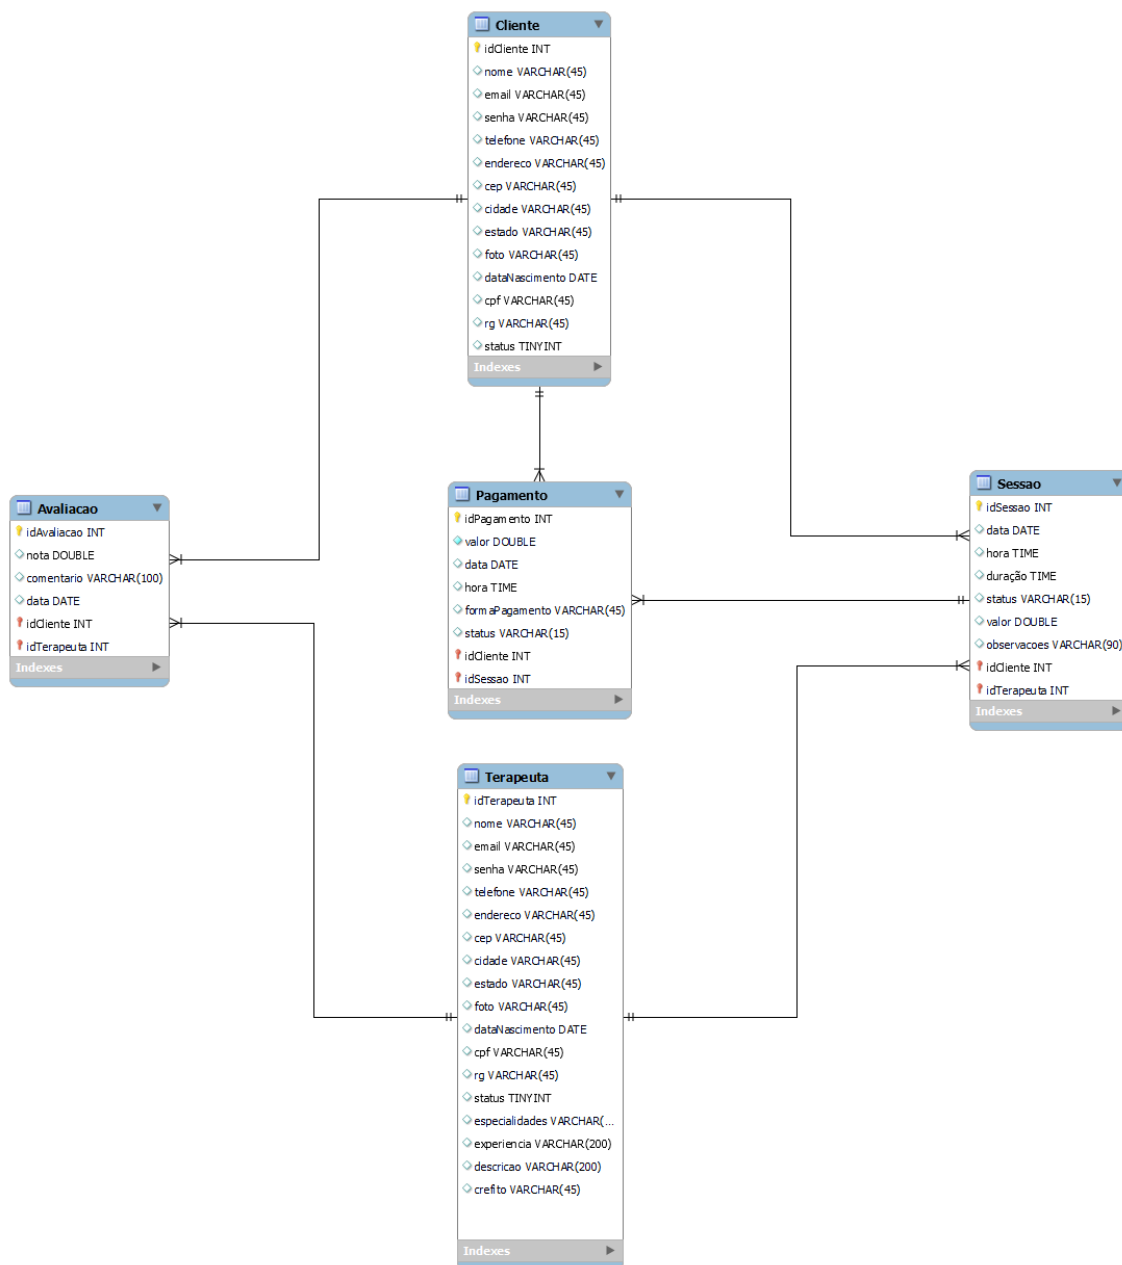 Cliente
idCliente INT
nome VARCHAR(45)
email VARCHAR(45)
senha VARCHAR(45)
telefone VARCHAR(45)
endereco VARCHAR(45)
cep VARCHAR(45)
cidade VARCHAR(45)
estado VARCHAR(45)
foto VARCHAR(45)
dataNascimento DATE
cpf VARCHAR(45)
rg VARCHAR(45)
status TINYINT
Indexes
Avaliacao
idAvaliacao INT
nota DOUBLE
comentario VARCHAR(100)
data DATE
idCliente INT
idTerapeuta INT
Indexes
Pagamento
idPagamento INT
valor DOUBLE
data DATE
hora TIME
formaPagamento VARCHAR(45)
status VARCHAR(15)
idCliente INT
idSessao INT
Indexes
Sessao
idSessao INT
data DATE
hora TIME
duração TIME
status VARCHAR(15)
valor DOUBLE
observacoes VARCHAR(90)
idCliente INT
idTerapeuta INT
Indexes
Terapeuta
idTerapeuta INT
nome VARCHAR(45)
email VARCHAR(45)
senha VARCHAR(45)
telefone VARCHAR(45)
endereco VARCHAR(45)
cep VARCHAR(45)
cidade VARCHAR(45)
estado VARCHAR(45)
foto VARCHAR(45)
dataNascimento DATE
cpf VARCHAR(45)
rg VARCHAR(45)
status TINYINT
especialidades VARCHAR(...
experiencia VARCHAR(200)
descricao VARCHAR(200)
crefito VARCHAR(45)
Indexes